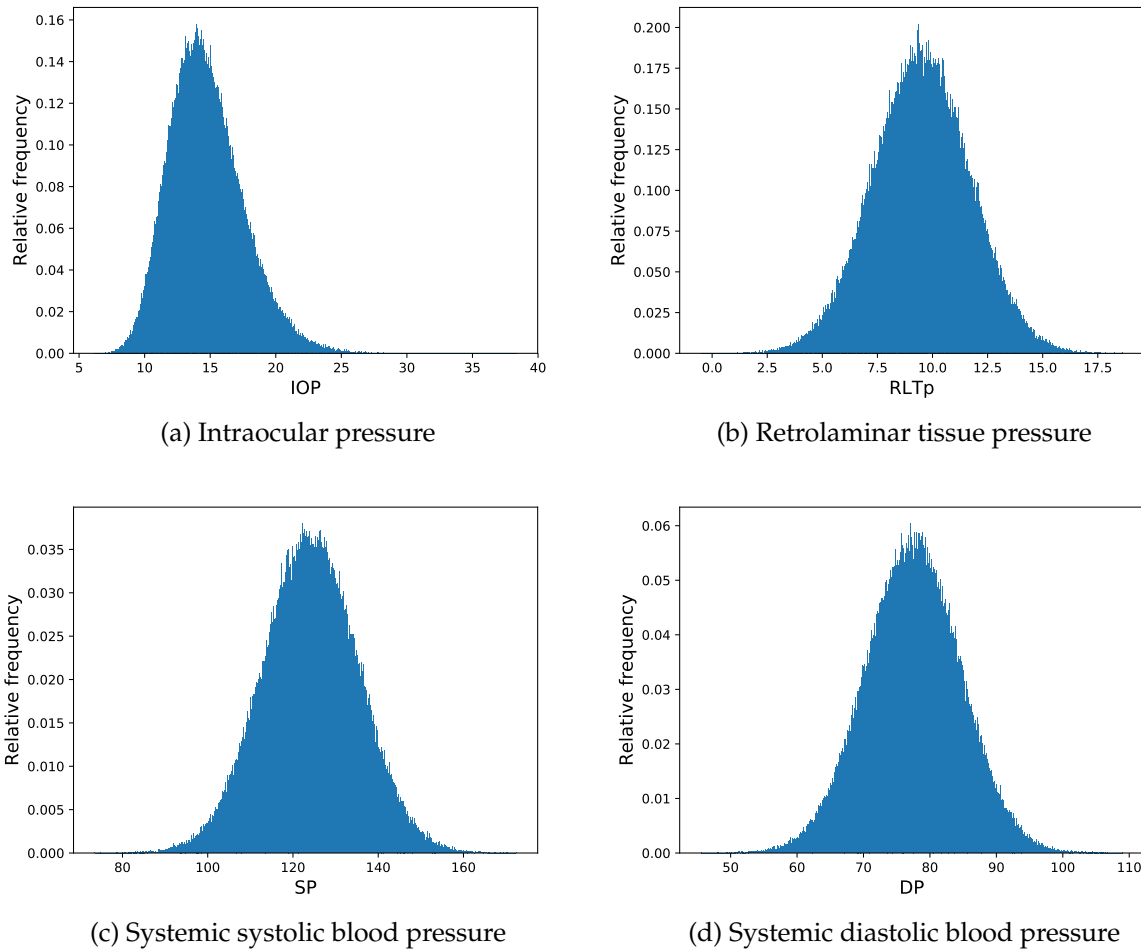 0.16
0.14
0.12
0.10
0.08
0.06
0.04
0.02
0.00
Relative frequency
5 10 15 20 25 30 35 40
IOP
(a) Intraocular pressure
0.200
0.175
0.150
0.125
0.100
0.075
0.050
0.025
0.000
Relative frequency
0.0 2.5 5.0 7.5 10.0 12.5 15.0 17.5
RLTp
(b) Retrolaminar tissue pressure
0.035
0.030
0.025
0.020
0.015
0.010
0.005
0.000
Relative frequency
80 100 120 140 160
SP
(c) Systemic systolic blood pressure
0.06
0.05
0.04
0.03
0.02
0.01
0.00
Relative frequency
50 60 70 80 90 100 110
DP
(d) Systemic diastolic blood pressure